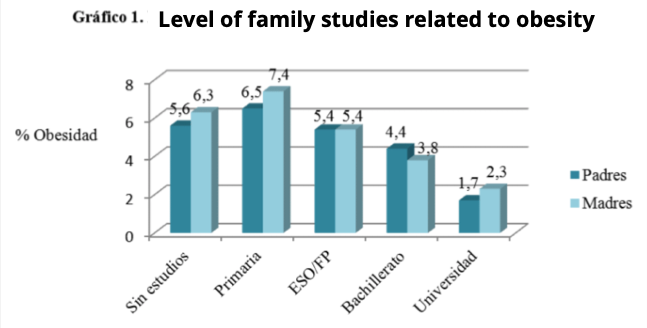 Gráfico 1. Level of family studies related to obesity
% Obesidad
8
6
4
2
0
5,6 6,3
6,5 7,4
5,4 5,4
4,4 3,8
1,7 2,3
Sin estudios
Primaria
ESO/FP
Bachillerato
Universidad
Padres
Madres